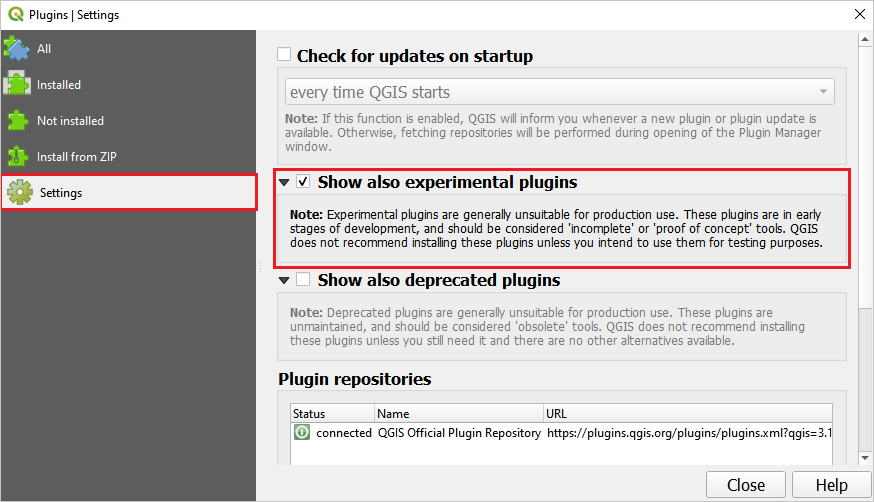 Plugins | Settings
All
Installed
Not installed
Install from ZIP
Settings
Check for updates on startup
every time QGIS starts
Note: If this function is enabled, QGIS will inform you whenever a new plugin or plugin update is
available. Otherwise, fetching repositories will be performed during opening of the Plugin Manager
window.
Show also experimental plugins
Note: Experimental plugins are generally unsuitable for production use. These plugins are in early
stages of development, and should be considered 'incomplete' or 'proof of concept' tools. QGIS
does not recommend installing these plugins unless you intend to use them for testing purposes.
Show also deprecated plugins
Note: Deprecated plugins are generally unsuitable for production use. These plugins are
unmaintained, and should be considered 'obsolete' tools. QGIS does not recommend installing
these plugins unless you still need it and there are no other alternatives available.
Plugin repositories
Status Name URL
connected QGIS Official Plugin Repository https://plugins.qgis.org/plugins/plugins.xml?qgis=3.1
Close Help